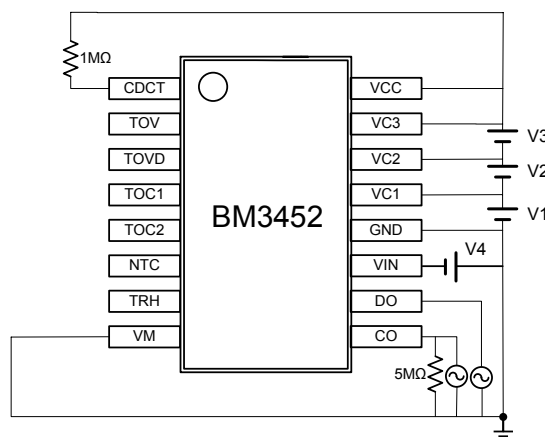 1MΩ
CDCT
VCC
TOV
VC3
V3
TOVD
VC2
V2
TOC1
VC1
BM3452
V1
TOC2
GND
V4
NTC
VIN
TRH
DO
VM
CO
5MΩ